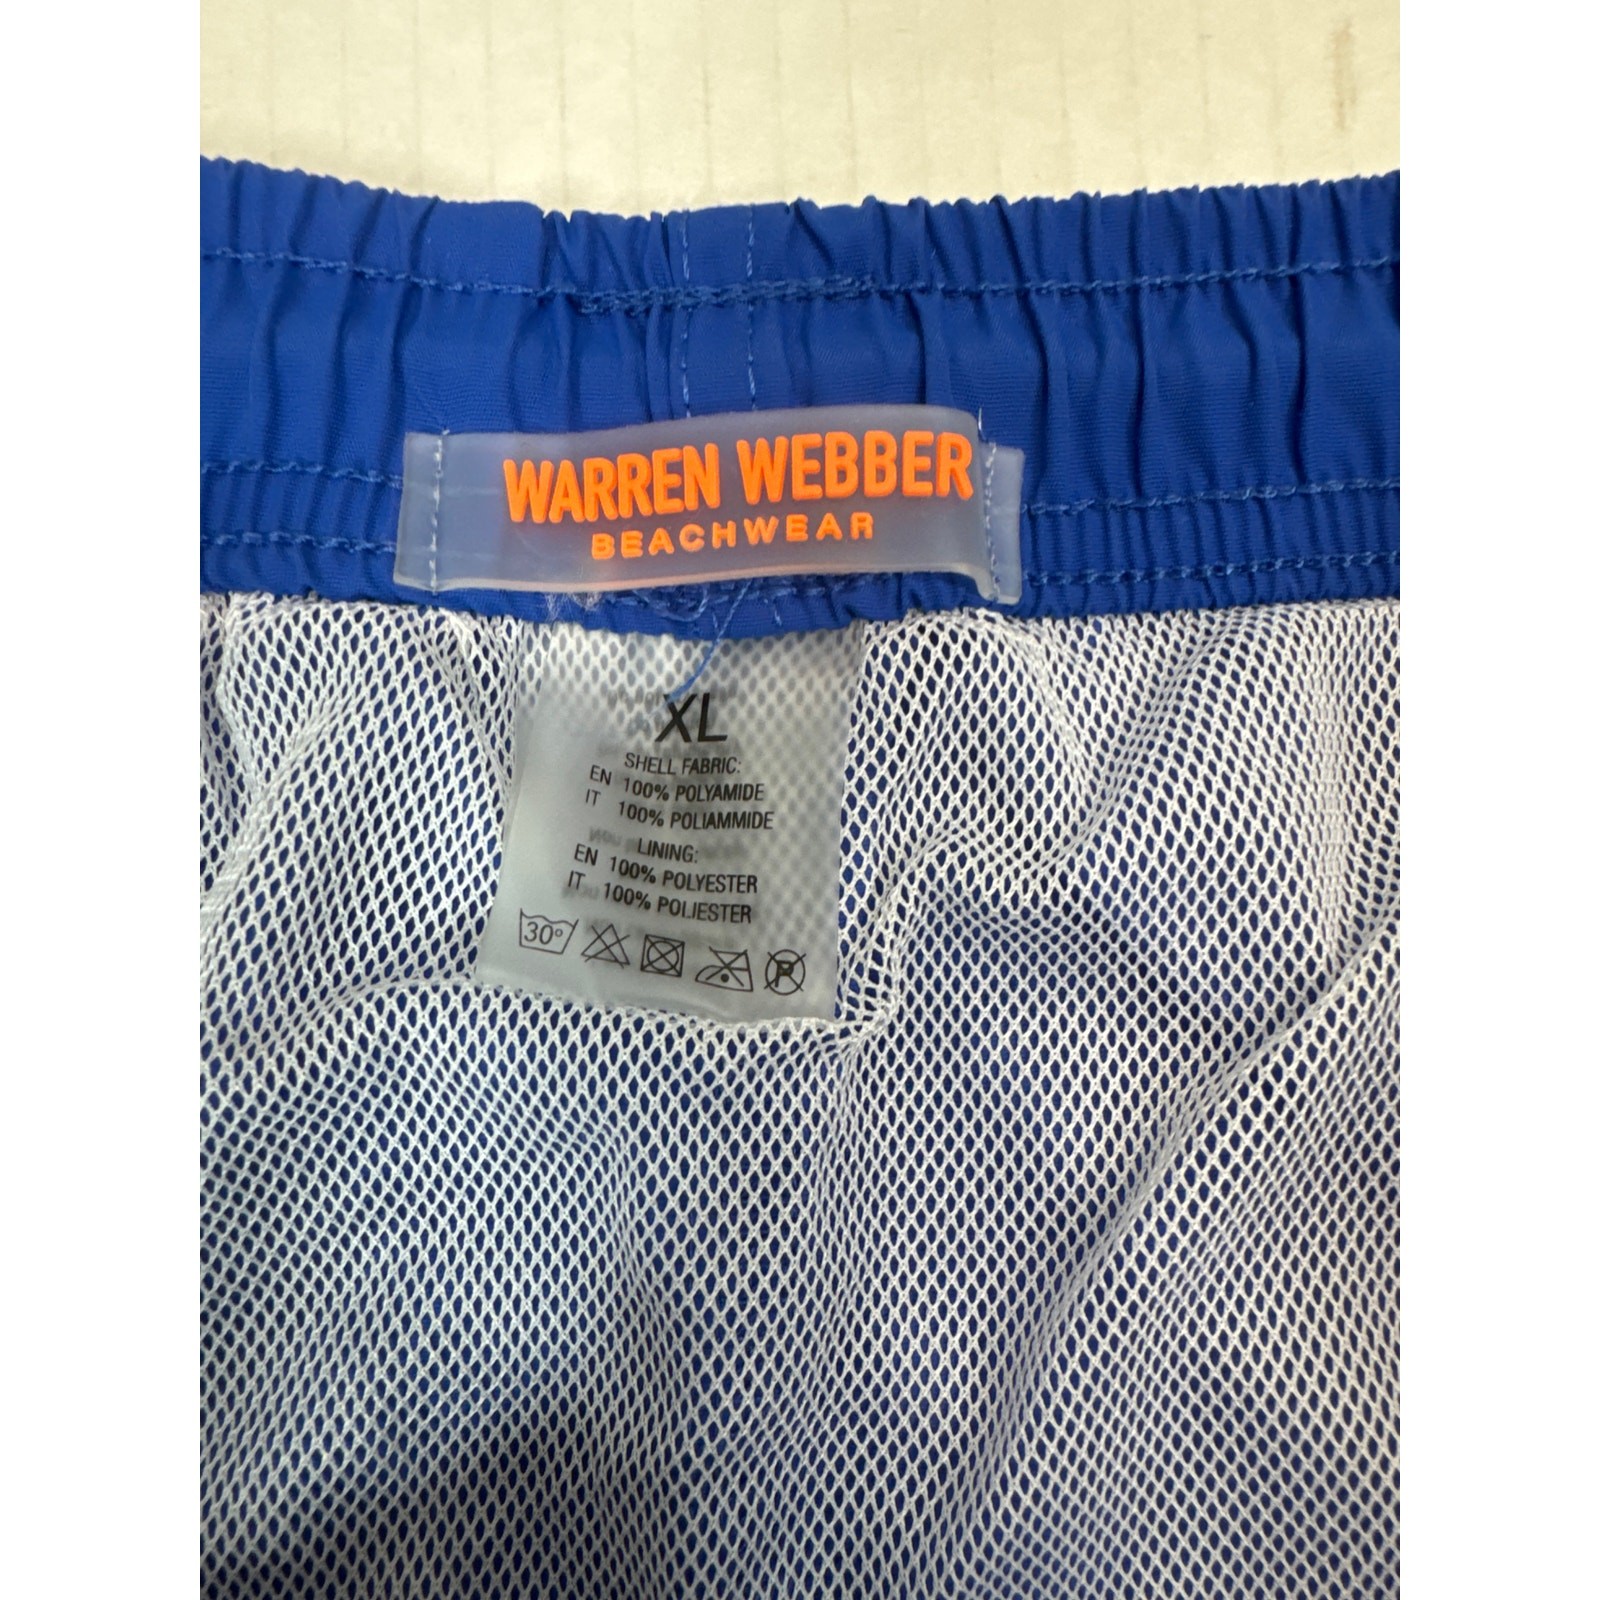 WARREN WEBBER
BEACHWEAR
XL
SHELL FABRIC:
EN 100% POLYAMIDE
IT 100% POLIAMMIDE
LINING:
EN 100% POLYESTER
IT 100% POLIESTER
30°
P